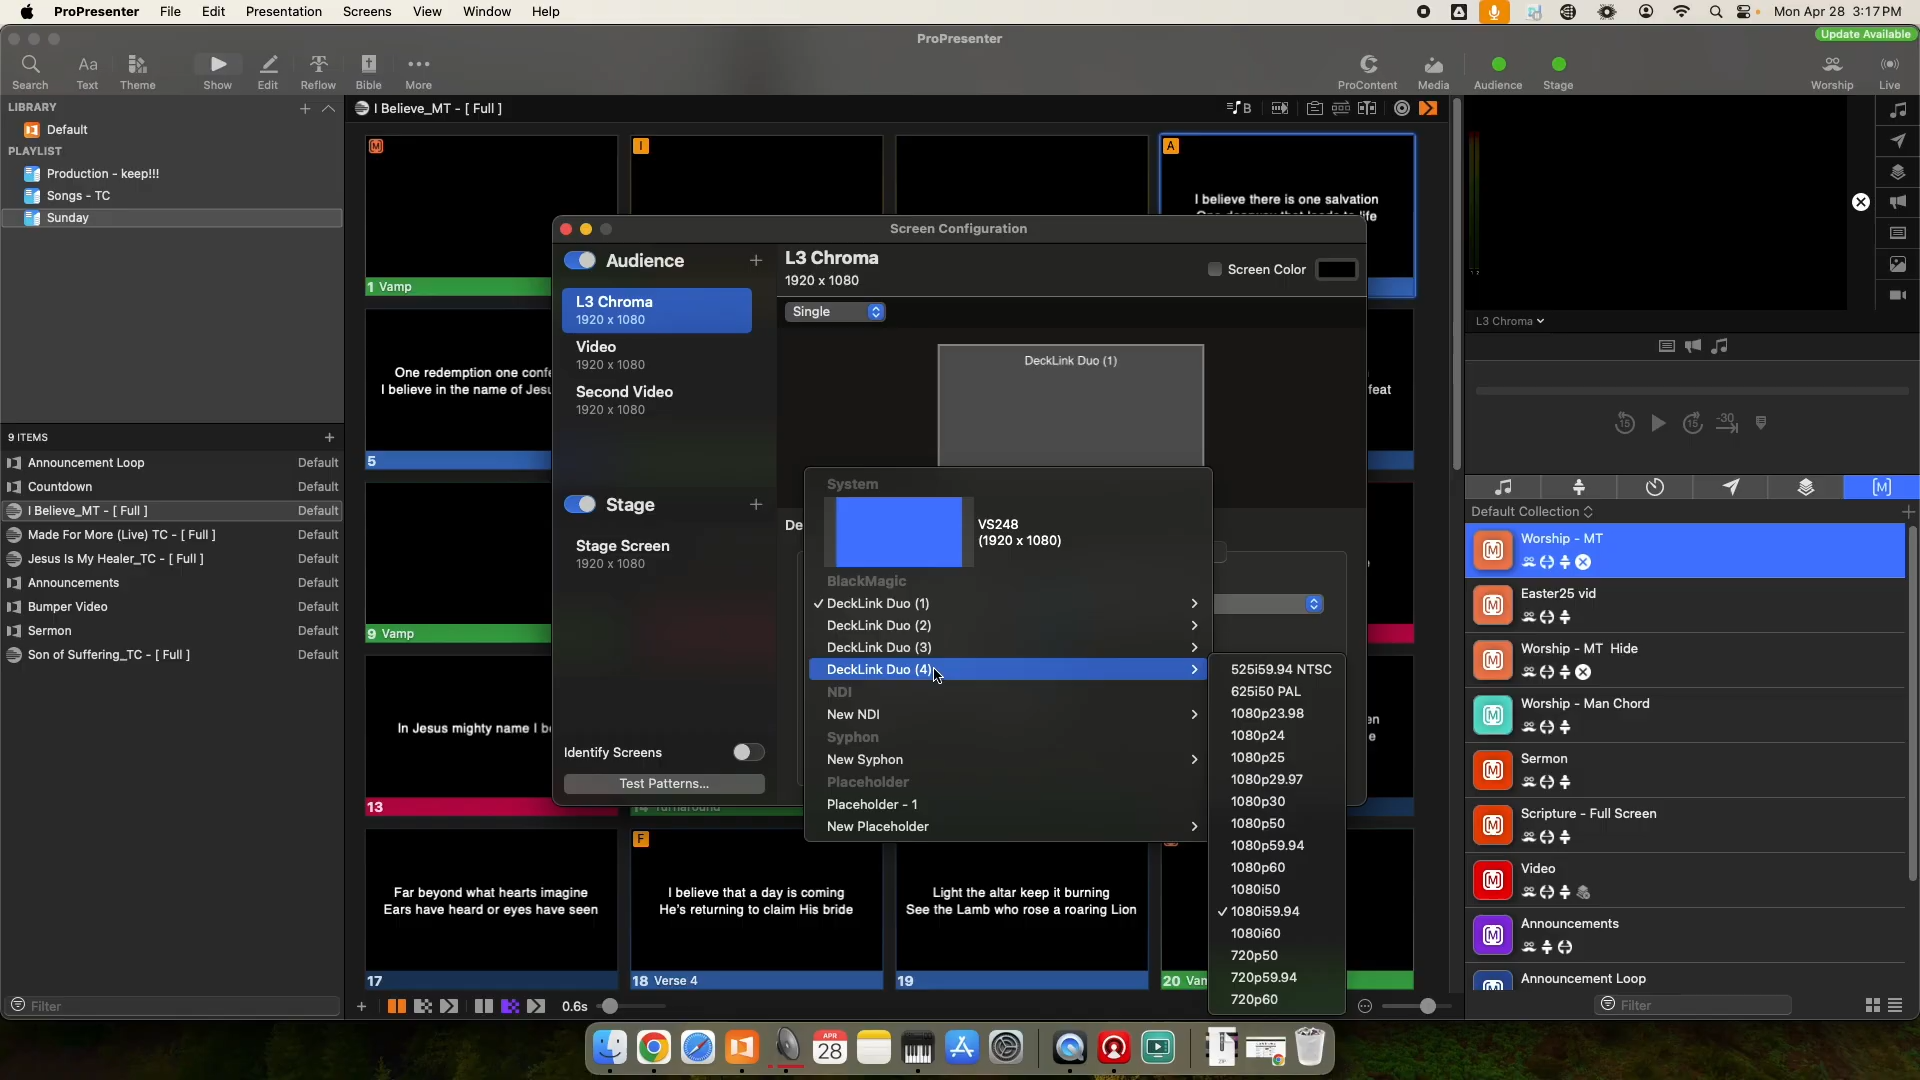 ProPresenter File Edit Presentation Screens View Window Help
Mon Apr 28 3:17 PM
ProPresenter
Update Available
Search Text Theme Show Edit Reflow Bible More
ProContent Media Audience Stage Worship Live
LIBRARY
Default
PLAYLIST
Production - keep!!!
Songs - TC
Sunday
9 ITEMS
Announcement Loop Default
Countdown Default
I Believe_MT - [ Full ] Default
Made For More (Live) TC - [ Full ] Default
Jesus Is My Healer_TC - [ Full ] Default
Announcements Default
Bumper Video Default
Sermon Default
Son of Suffering_TC - [ Full ] Default
Filter
I Believe_MT - [ Full ]
B
M
I
A
I believe there is one salvation
1 Vamp
One redemption one confe
I believe in the name of Jesu
feat
5
9 Vamp
In Jesus mighty name I be
en
e
13
14 Turnaround
Far beyond what hearts imagine
Ears have heard or eyes have seen
17
F
I believe that a day is coming
He's returning to claim His bride
18 Verse 4
Light the altar keep it burning
See the Lamb who rose a roaring Lion
19
20 Van
0.6s
Screen Configuration
Audience
L3 Chroma
1920 x 1080
Video
1920 x 1080
Second Video
1920 x 1080
Stage
Stage Screen
1920 x 1080
Identify Screens
Test Patterns...
L3 Chroma
1920 x 1080
Screen Color
Single
DeckLink Duo (1)
De
System
VS248
(1920 x 1080)
BlackMagic
DeckLink Duo (1)
DeckLink Duo (2)
DeckLink Duo (3)
DeckLink Duo (4)
NDI
New NDI
Syphon
New Syphon
Placeholder
Placeholder - 1
New Placeholder
525i59.94 NTSC
625i50 PAL
1080p23.98
1080p24
1080p25
1080p29.97
1080p30
1080p50
1080p59.94
1080p60
1080i50
1080i59.94
1080i60
720p50
720p59.94
720p60
L3 Chroma
15
15
-30
Default Collection
Worship - MT
Easter25 vid
Worship - MT Hide
Worship - Man Chord
Sermon
Scripture - Full Screen
Video
Announcements
Announcement Loop
Filter
APR
28